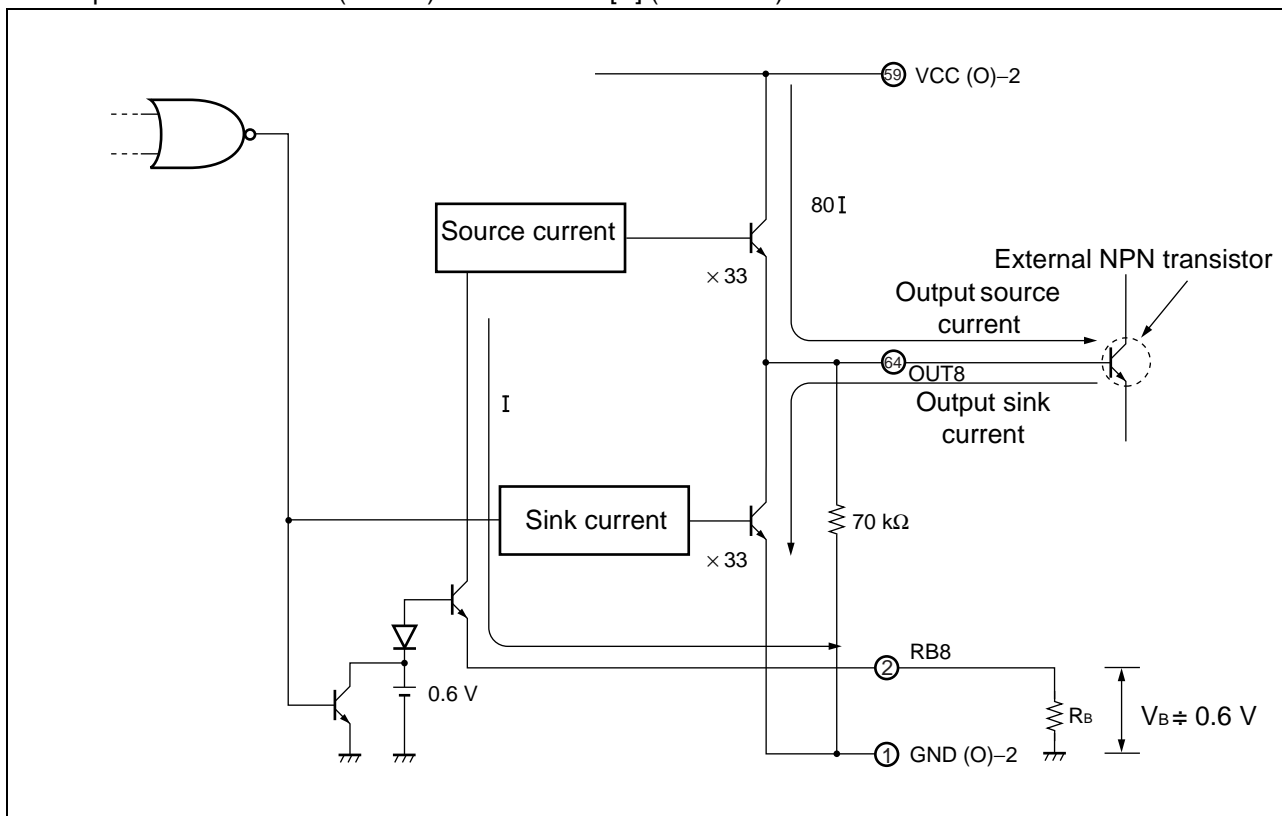 59 VCC (O)−2
80 I
Source current
× 33
External NPN transistor
Output source
current
64
OUT8
Output sink
current
I
Sink current
× 33
70 kΩ
RB8
2
0.6 V
RB
VB ≑ 0.6 V
1 GND (O)−2